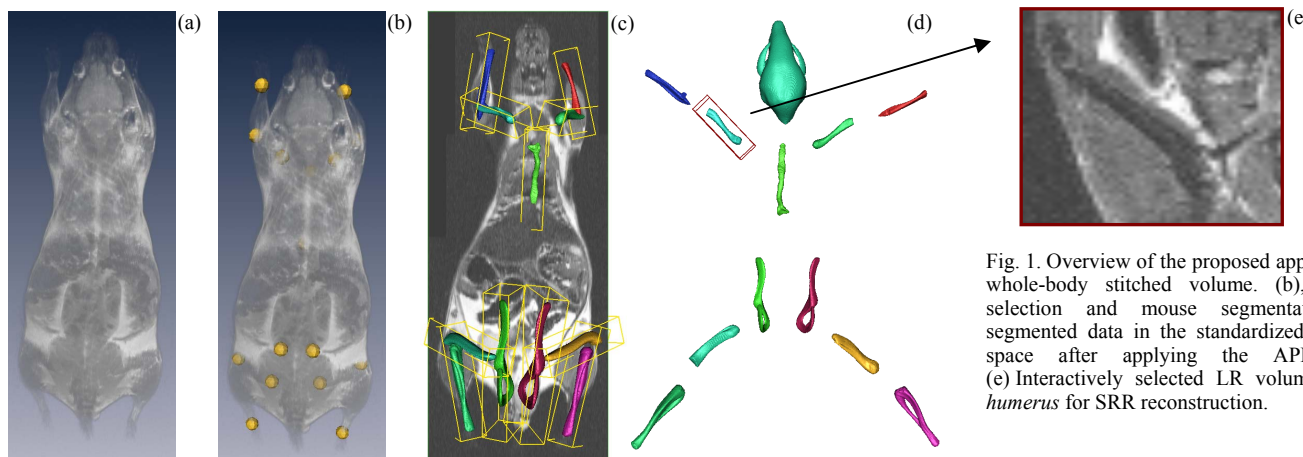 (a)
(b)
(c)
(d)
(e
Fig. 1. Overview of the proposed app
whole-body stitched volume. (b),
selection and mouse segmenta
segmented data in the standardized
space after applying the API
(e) Interactively selected LR volum
humerus for SRR reconstruction.